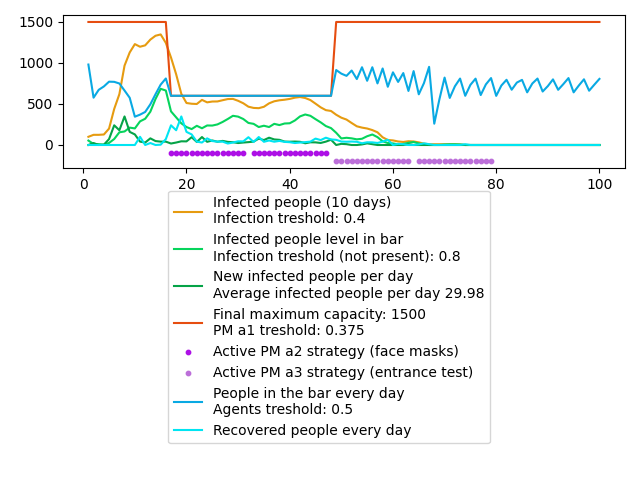 1500
1000
500
0
0 20 40 60 80 100
Infected people (10 days)
Infection treshold: 0.4
Infected people level in bar
Infection treshold (not present): 0.8
New infected people per day
Average infected people per day 29.98
Final maximum capacity: 1500
PM a1 treshold: 0.375
Active PM a2 strategy (face masks)
Active PM a3 strategy (entrance test)
People in the bar every day
Agents treshold: 0.5
Recovered people every day